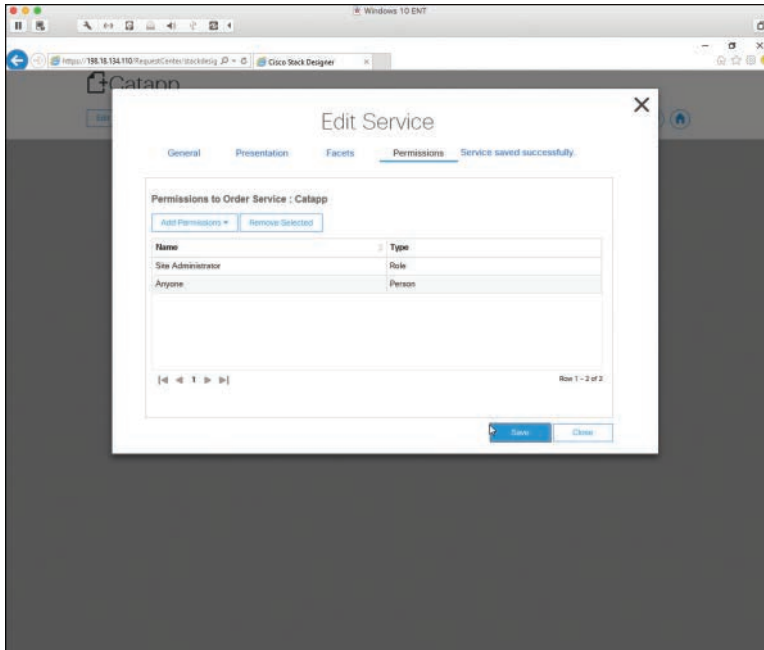 Windows 10 ENT
https://198.18.134.110/RequestCenter/stackdesig
Cisco Stack Designer
Catapp
Edit Service
General Presentation Facets Permissions Service saved successfully.
Permissions to Order Service : Catapp
Add Permissions Remove Selected
Name Type
Site Administrator Role
Anyone Person
1
Row 1 - 2 of 2
Save Close